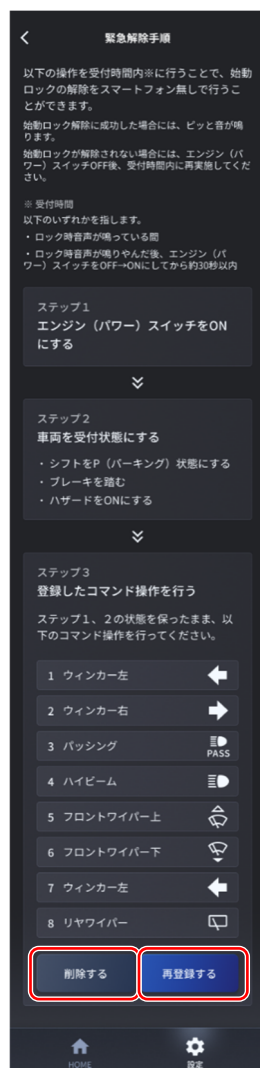 緊急解除手順
以下の操作を受付時間内※に行うことで、始動
ロックの解除をスマートフォン無しで行うこ
とができます。
始動ロック解除に成功した場合には、ピッと音が鳴
ります。
始動ロックが解除されない場合には、エンジン（パ
ワー）スイッチOFF後、受付時間内に再実施してくだ
さい。
※ 受付時間
以下のいずれかを指します。
・ロック時音声が鳴っている間
・ロック時音声が鳴りやんだ後、エンジン（パ
ワー）スイッチをOFF→ONにしてから約30秒以内
ステップ１
エンジン（パワー）スイッチをON
にする
ステップ２
車両を受付状態にする
・シフトをP（パーキング）状態にする
・ブレーキを踏む
・ハザードをONにする
ステップ３
登録したコマンド操作を行う
ステップ１、２の状態を保ったまま、以
下のコマンド操作を行ってください。
1 ウィンカー左
2 ウィンカー右
3 パッシング PASS
4 ハイビーム
5 フロントワイパー上
6 フロントワイパー下
7 ウィンカー左
8 リヤワイパー
削除する 再登録する
HOME 設定